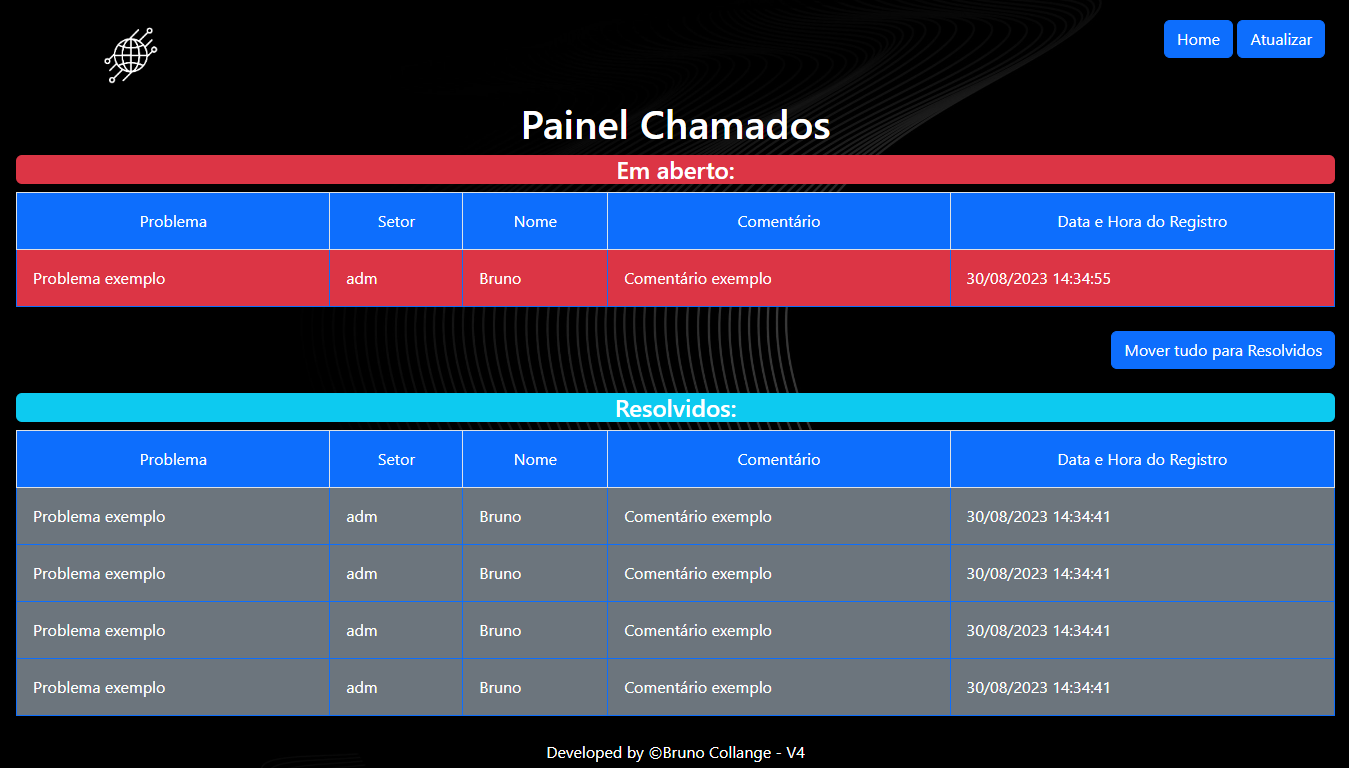 Home Atualizar
Painel Chamados
Em aberto:
Problema Setor Nome Comentário Data e Hora do Registro
Problema exemplo adm Bruno Comentário exemplo 30/08/2023 14:34:55
Mover tudo para Resolvidos
Resolvidos:
Problema Setor Nome Comentário Data e Hora do Registro
Problema exemplo adm Bruno Comentário exemplo 30/08/2023 14:34:41
Problema exemplo adm Bruno Comentário exemplo 30/08/2023 14:34:41
Problema exemplo adm Bruno Comentário exemplo 30/08/2023 14:34:41
Problema exemplo adm Bruno Comentário exemplo 30/08/2023 14:34:41
Developed by ©Bruno Collange - V4